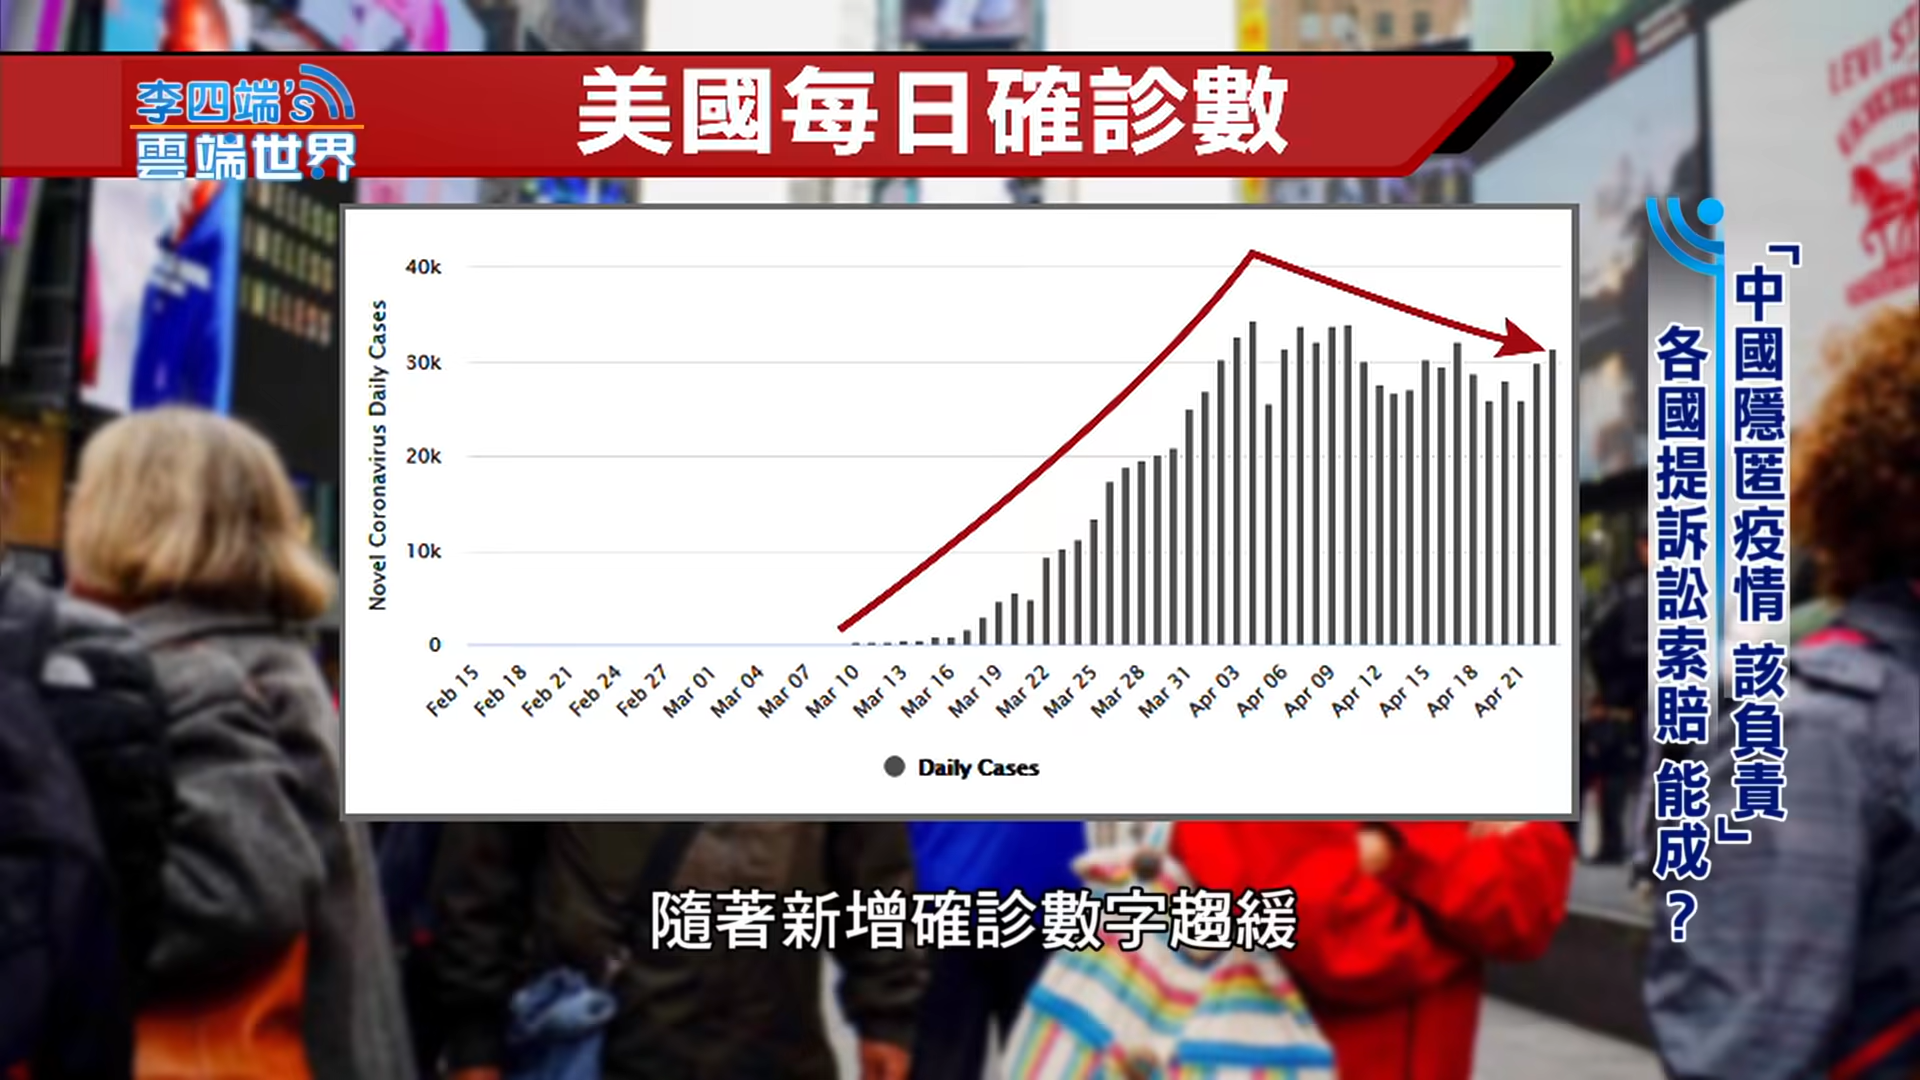 李四端's
雲端世界
美國每日確診數
「中國隱匿疫情 該負責」
各國提訴訟索賠 能成？
Novel Coronavirus Daily Cases
40k
30k
20k
10k
0
Feb 15
Feb 18
Feb 21
Feb 24
Feb 27
Mar 01
Mar 04
Mar 07
Mar 10
Mar 13
Mar 16
Mar 19
Mar 22
Mar 25
Mar 28
Mar 31
Apr 03
Apr 06
Apr 09
Apr 12
Apr 15
Apr 18
Apr 21
Daily Cases
隨著新增確診數字趨緩